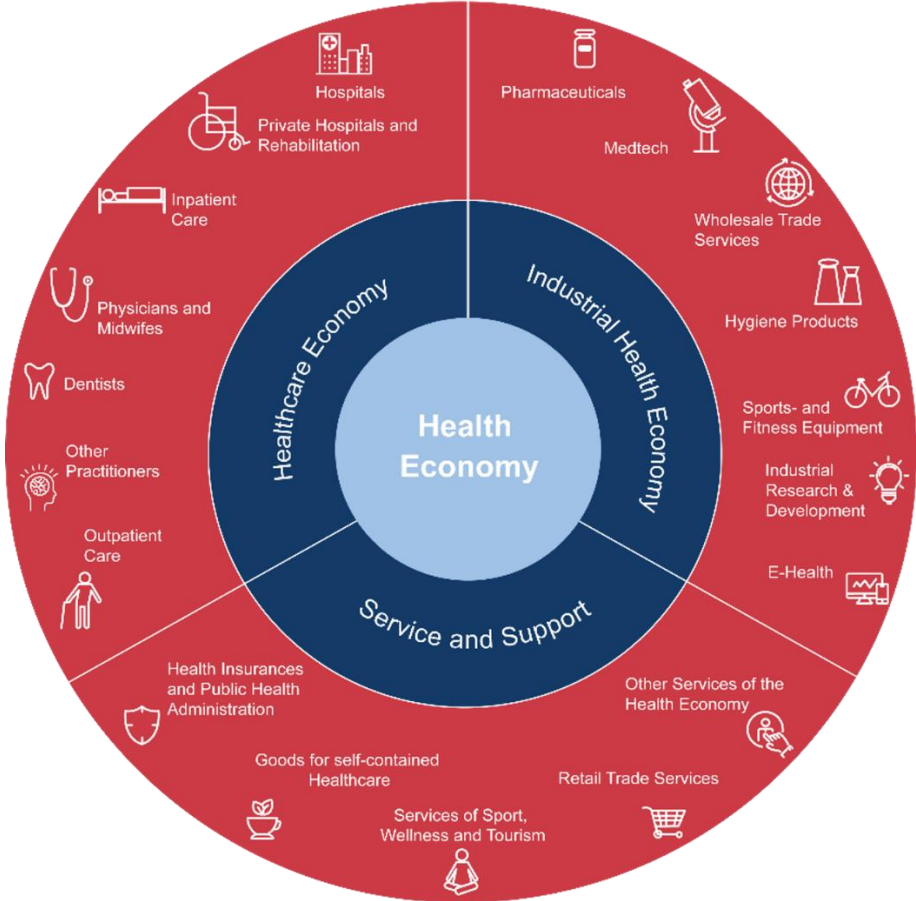 Health
Economy
Healthcare Economy
Industrial Health Economy
Service and Support
Hospitals
Private Hospitals and
Rehabilitation
Inpatient
Care
Physicians and
Midwifes
Dentists
Other
Practitioners
Outpatient
Care
Pharmaceuticals
Medtech
Wholesale Trade
Services
Hygiene Products
Sports- and
Fitness Equipment
Industrial
Research &
Development
E-Health
Health Insurances
and Public Health
Administration
Goods for self-contained
Healthcare
Services of Sport,
Wellness and Tourism
Retail Trade Services
Other Services of the
Health Economy